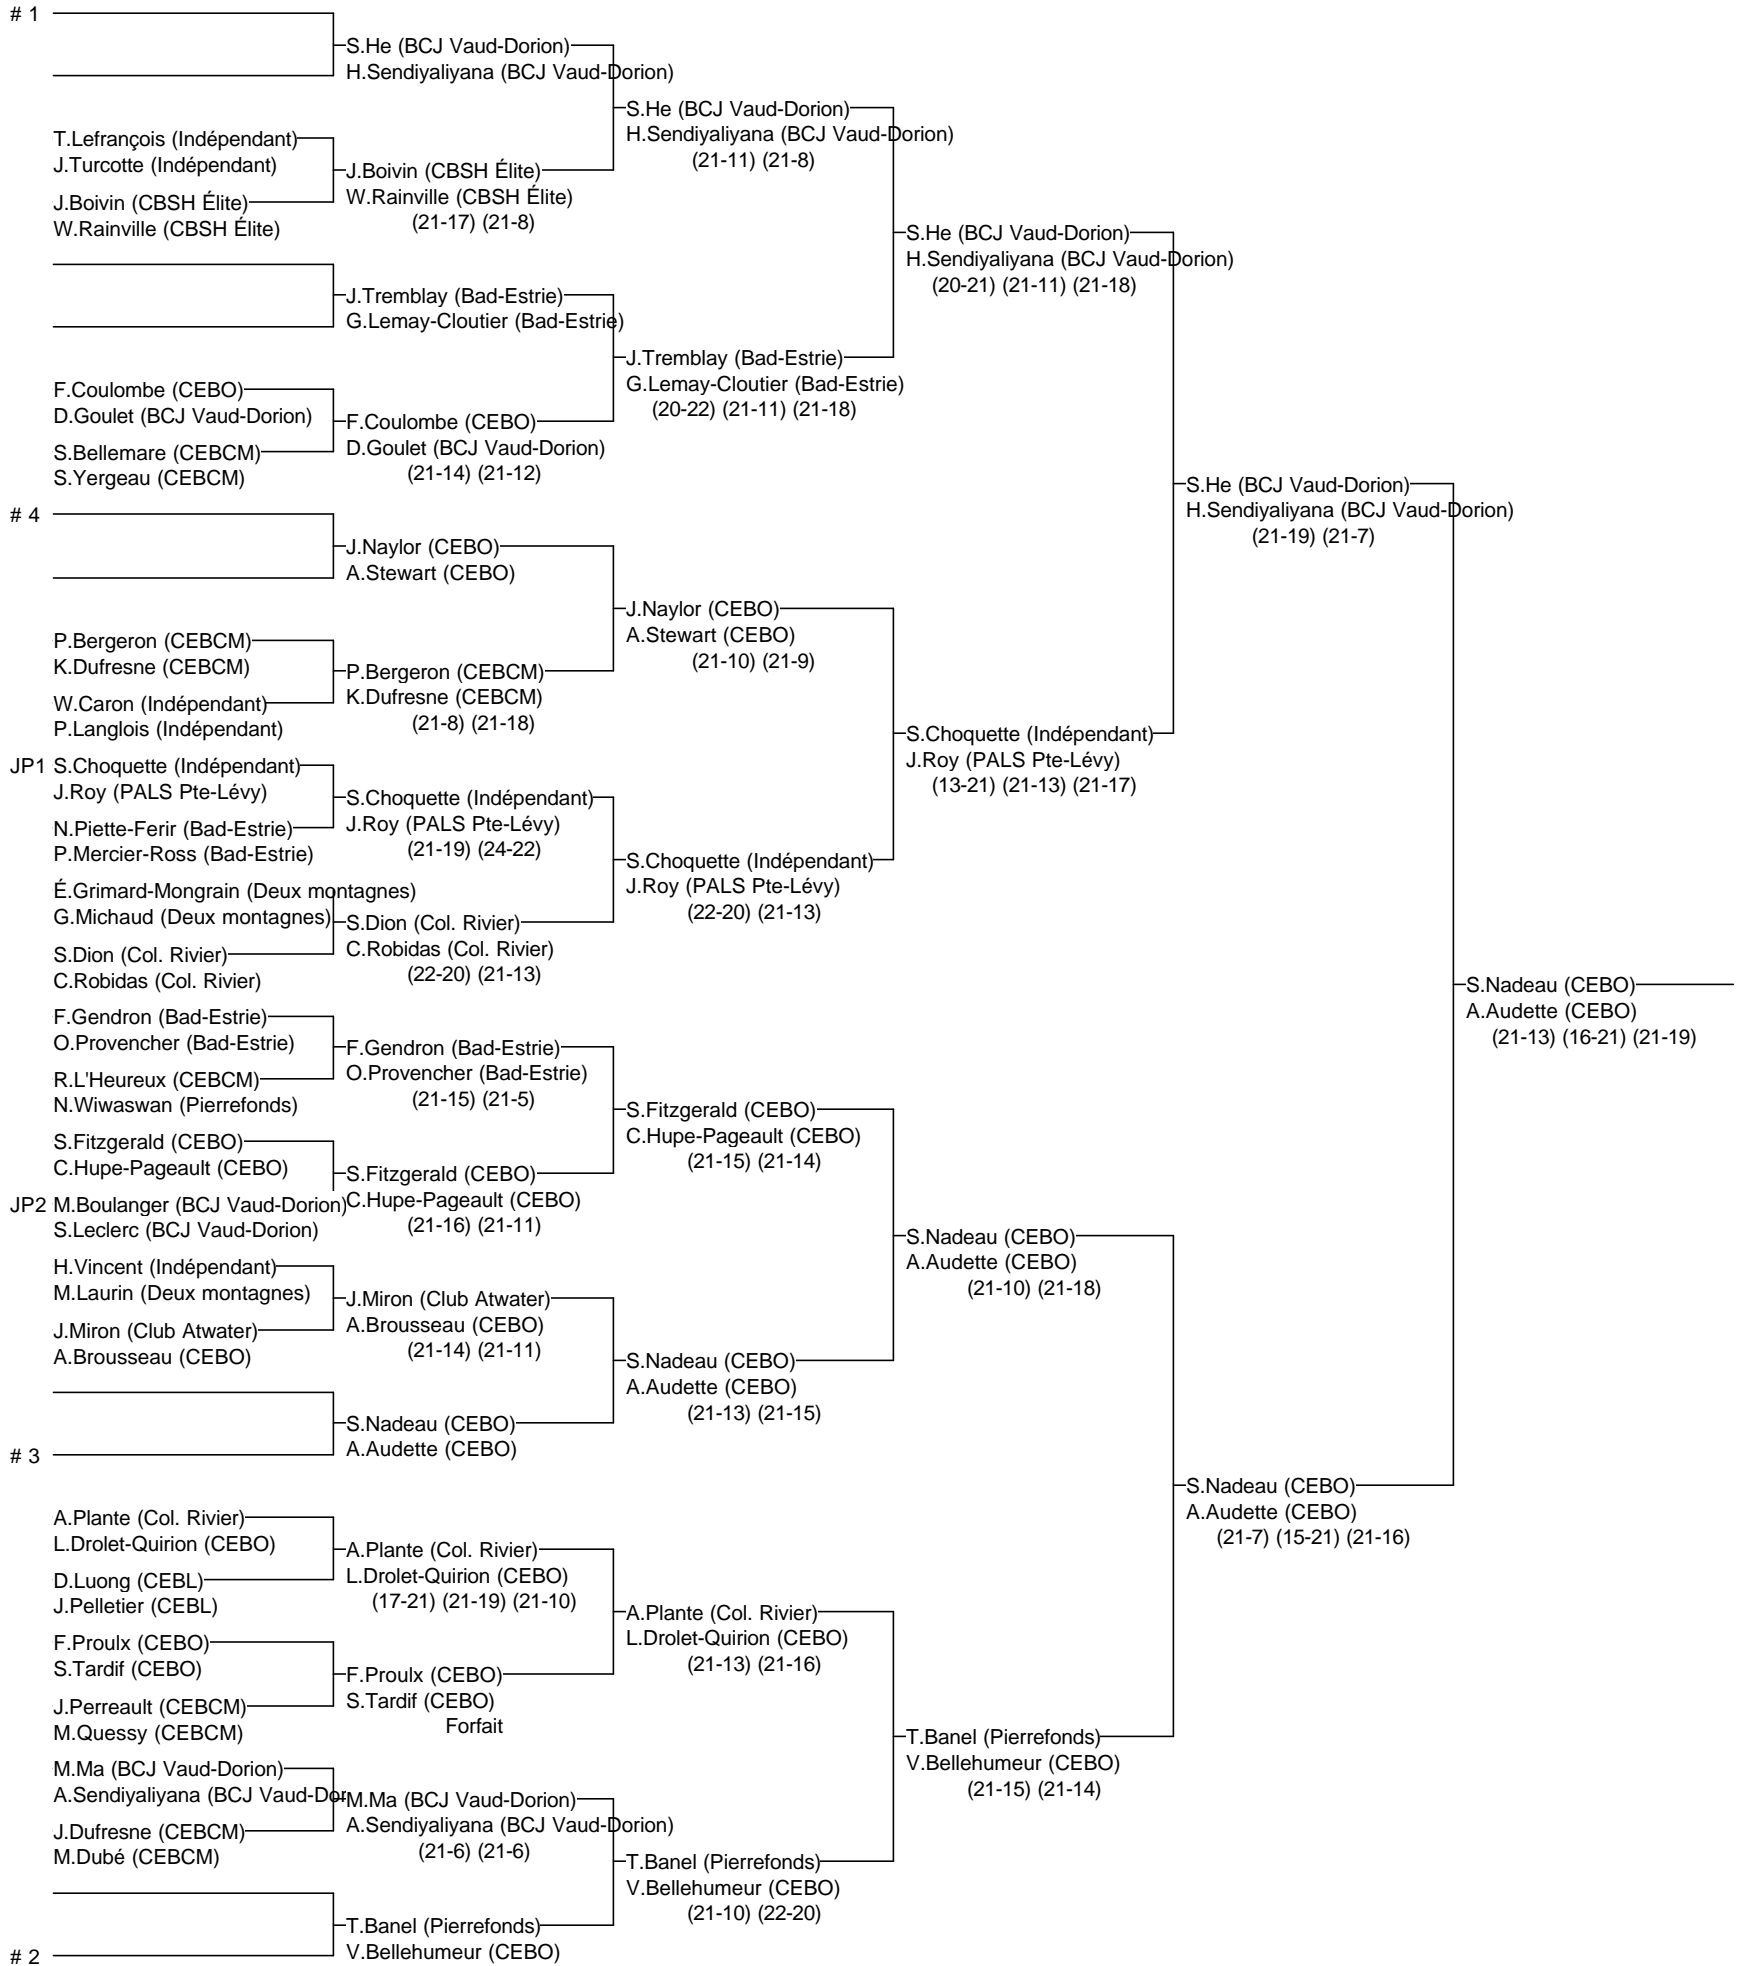 # 1
S.He (BCJ Vaud-Dorion)
H.Sendiyaliyana (BCJ Vaud-Dorion)
S.He (BCJ Vaud-Dorion)
H.Sendiyaliyana (BCJ Vaud-Dorion)
(21-11) (21-8)
T.Lefrançois (Indépendant)
J.Turcotte (Indépendant)
J.Boivin (CBSH Élite)
W.Rainville (CBSH Élite)
(21-17) (21-8)
J.Boivin (CBSH Élite)
W.Rainville (CBSH Élite)
S.He (BCJ Vaud-Dorion)
H.Sendiyaliyana (BCJ Vaud-Dorion)
(20-21) (21-11) (21-18)
J.Tremblay (Bad-Estrie)
G.Lemay-Cloutier (Bad-Estrie)
J.Tremblay (Bad-Estrie)
G.Lemay-Cloutier (Bad-Estrie)
(20-22) (21-11) (21-18)
F.Coulombe (CEBO)
D.Goulet (BCJ Vaud-Dorion)
F.Coulombe (CEBO)
D.Goulet (BCJ Vaud-Dorion)
(21-14) (21-12)
S.Bellemare (CEBCM)
S.Yergeau (CEBCM)
S.He (BCJ Vaud-Dorion)
H.Sendiyaliyana (BCJ Vaud-Dorion)
(21-19) (21-7)
# 4
J.Naylor (CEBO)
A.Stewart (CEBO)
J.Naylor (CEBO)
A.Stewart (CEBO)
(21-10) (21-9)
P.Bergeron (CEBCM)
K.Dufresne (CEBCM)
P.Bergeron (CEBCM)
K.Dufresne (CEBCM)
(21-8) (21-18)
W.Caron (Indépendant)
P.Langlois (Indépendant)
S.Choquette (Indépendant)
J.Roy (PALS Pte-Lévy)
(13-21) (21-13) (21-17)
JP1 S.Choquette (Indépendant)
J.Roy (PALS Pte-Lévy)
S.Choquette (Indépendant)
J.Roy (PALS Pte-Lévy)
(21-19) (24-22)
N.Piette-Ferir (Bad-Estrie)
P.Mercier-Ross (Bad-Estrie)
S.Choquette (Indépendant)
J.Roy (PALS Pte-Lévy)
(22-20) (21-13)
É.Grimard-Mongrain (Deux montagnes)
G.Michaud (Deux montagnes)
S.Dion (Col. Rivier)
C.Robidas (Col. Rivier)
(22-20) (21-13)
S.Dion (Col. Rivier)
C.Robidas (Col. Rivier)
S.Nadeau (CEBO)
A.Audette (CEBO)
(21-13) (16-21) (21-19)
F.Gendron (Bad-Estrie)
O.Provencher (Bad-Estrie)
F.Gendron (Bad-Estrie)
O.Provencher (Bad-Estrie)
(21-15) (21-5)
R.L'Heureux (CEBCM)
N.Wiwaswan (Pierrefonds)
S.Fitzgerald (CEBO)
C.Hupe-Pageault (CEBO)
(21-15) (21-14)
S.Fitzgerald (CEBO)
C.Hupe-Pageault (CEBO)
S.Fitzgerald (CEBO)
C.Hupe-Pageault (CEBO)
(21-16) (21-11)
JP2 M.Boulanger (BCJ Vaud-Dorion)
S.Leclerc (BCJ Vaud-Dorion)
S.Nadeau (CEBO)
A.Audette (CEBO)
(21-10) (21-18)
H.Vincent (Indépendant)
M.Laurin (Deux montagnes)
J.Miron (Club Atwater)
A.Brousseau (CEBO)
(21-14) (21-11)
J.Miron (Club Atwater)
A.Brousseau (CEBO)
S.Nadeau (CEBO)
A.Audette (CEBO)
(21-13) (21-15)
S.Nadeau (CEBO)
A.Audette (CEBO)
# 3
S.Nadeau (CEBO)
A.Audette (CEBO)
(21-7) (15-21) (21-16)
A.Plante (Col. Rivier)
L.Drolet-Quirion (CEBO)
A.Plante (Col. Rivier)
L.Drolet-Quirion (CEBO)
(17-21) (21-19) (21-10)
D.Luong (CEBL)
J.Pelletier (CEBL)
A.Plante (Col. Rivier)
L.Drolet-Quirion (CEBO)
(21-13) (21-16)
F.Proulx (CEBO)
S.Tardif (CEBO)
F.Proulx (CEBO)
S.Tardif (CEBO)
Forfait
J.Perreault (CEBCM)
M.Quessy (CEBCM)
T.Banel (Pierrefonds)
V.Bellehumeur (CEBO)
(21-15) (21-14)
M.Ma (BCJ Vaud-Dorion)
A.Sendiyaliyana (BCJ Vaud-Dor
M.Ma (BCJ Vaud-Dorion)
A.Sendiyaliyana (BCJ Vaud-Dorion)
(21-6) (21-6)
J.Dufresne (CEBCM)
M.Dubé (CEBCM)
T.Banel (Pierrefonds)
V.Bellehumeur (CEBO)
(21-10) (22-20)
T.Banel (Pierrefonds)
V.Bellehumeur (CEBO)
# 2